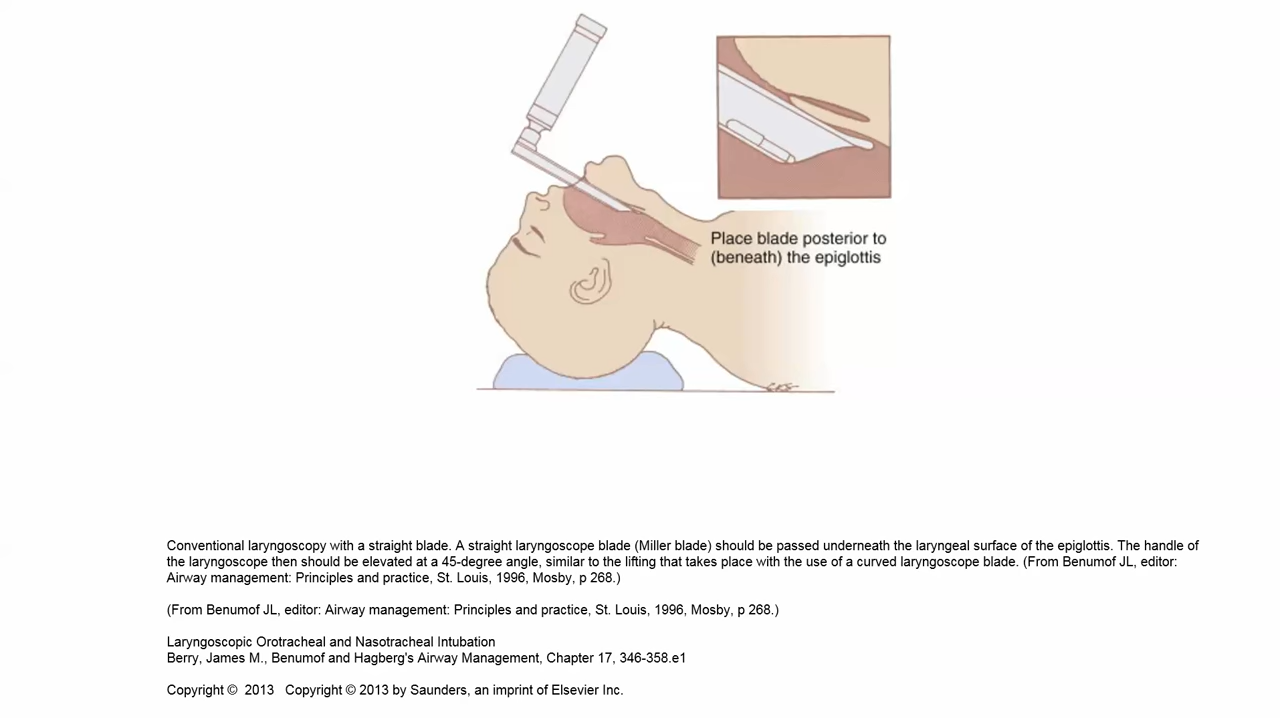 Place blade posterior to
(beneath) the epiglottis
Conventional laryngoscopy with a straight blade. A straight laryngoscope blade (Miller blade) should be passed underneath the laryngeal surface of the epiglottis. The handle of
the laryngoscope then should be elevated at a 45-degree angle, similar to the lifting that takes place with the use of a curved laryngoscope blade. (From Benumof JL, editor:
Airway management: Principles and practice, St. Louis, 1996, Mosby, p 268.)
(From Benumof JL, editor: Airway management: Principles and practice, St. Louis, 1996, Mosby, p 268.)
Laryngoscopic Orotracheal and Nasotracheal Intubation
Berry, James M., Benumof and Hagberg's Airway Management, Chapter 17, 346-358.e1
Copyright © 2013 Copyright © 2013 by Saunders, an imprint of Elsevier Inc.